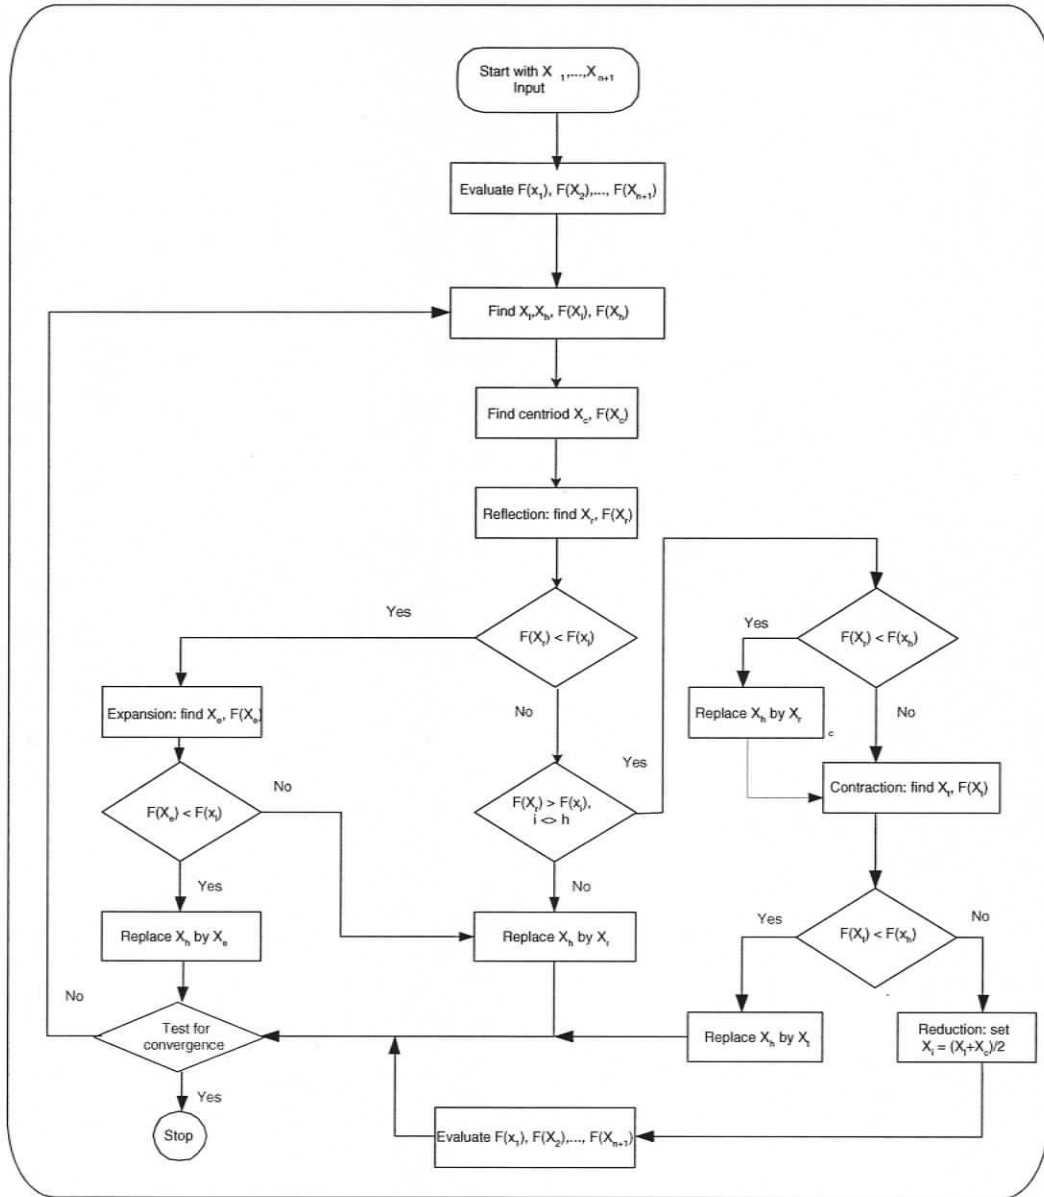 Start with X 1,...,Xn+1
Input
Evaluate F(x1), F(X2),..., F(Xn+1)
Find Xl,Xh, F(Xl), F(Xh)
Find centriod Xc, F(Xc)
Reflection: find Xr, F(Xr)
F(Xr) < F(xl)
Yes
No
Expansion: find Xe, F(Xe)
F(Xe) < F(xl)
No
Yes
Replace Xh by Xe
F(Xr) > F(xi),
i <> h
Yes
No
Replace Xh by Xr
F(Xr) < F(xh)
Yes
No
Replace Xh by Xr
c
Contraction: find Xt, F(Xt)
F(Xt) < F(xh)
Yes
No
Replace Xh by Xt
Reduction: set
Xi = (Xl+Xc)/2
Evaluate F(x1), F(X2),..., F(Xn+1)
Test for
convergence
No
Yes
Stop